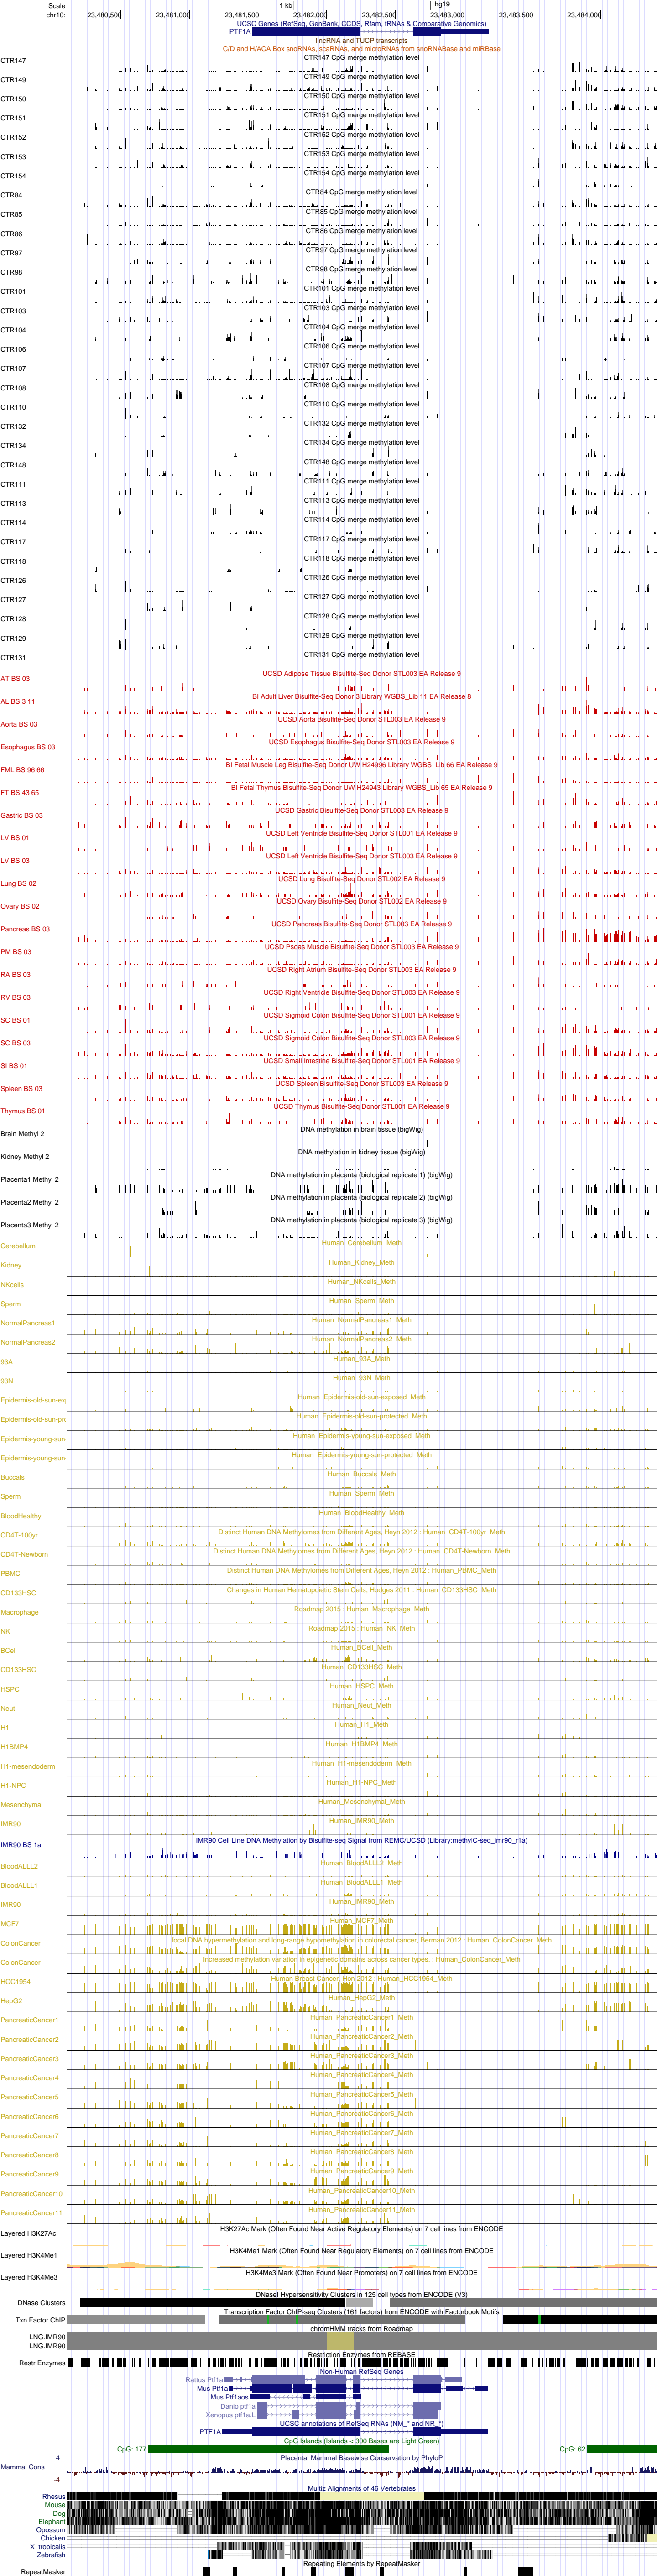 Scale 1 kb hg19
chr10: 23,480,500 23,481,000 23,481,500 23,482,000 23,482,500 23,483,000 23,483,500 23,484,000
UCSC Genes (RefSeq, GenBank, CCDS, Rfam, tRNAs & Comparative Genomics)
PTF1A
lincRNA and TUCP transcripts
C/D and H/ACA Box snoRNAs, scaRNAs, and microRNAs from snoRNABase and miRBase
CTR147 CpG merge methylation level
CTR147
CTR149 CpG merge methylation level
CTR149
CTR150 CpG merge methylation level
CTR150
CTR151 CpG merge methylation level
CTR151
CTR152 CpG merge methylation level
CTR152
CTR153 CpG merge methylation level
CTR153
CTR154 CpG merge methylation level
CTR154
CTR84 CpG merge methylation level
CTR84
CTR85 CpG merge methylation level
CTR85
CTR86 CpG merge methylation level
CTR86
CTR97 CpG merge methylation level
CTR97
CTR98 CpG merge methylation level
CTR98
CTR101 CpG merge methylation level
CTR101
CTR103 CpG merge methylation level
CTR103
CTR104 CpG merge methylation level
CTR104
CTR106 CpG merge methylation level
CTR106
CTR107 CpG merge methylation level
CTR107
CTR108 CpG merge methylation level
CTR108
CTR110 CpG merge methylation level
CTR110
CTR132 CpG merge methylation level
CTR132
CTR134 CpG merge methylation level
CTR134
CTR148 CpG merge methylation level
CTR148
CTR111 CpG merge methylation level
CTR111
CTR113 CpG merge methylation level
CTR113
CTR114 CpG merge methylation level
CTR114
CTR117 CpG merge methylation level
CTR117
CTR118 CpG merge methylation level
CTR118
CTR126 CpG merge methylation level
CTR126
CTR127 CpG merge methylation level
CTR127
CTR128 CpG merge methylation level
CTR128
CTR129 CpG merge methylation level
CTR129
CTR131 CpG merge methylation level
CTR131
UCSD Adipose Tissue Bisulfite-Seq Donor STL003 EA Release 9
AT BS 03
BI Adult Liver Bisulfite-Seq Donor 3 Library WGBS_Lib 11 EA Release 8
AL BS 3 11
UCSD Aorta Bisulfite-Seq Donor STL003 EA Release 9
Aorta BS 03
UCSD Esophagus Bisulfite-Seq Donor STL003 EA Release 9
Esophagus BS 03
BI Fetal Muscle Leg Bisulfite-Seq Donor UW H24996 Library WGBS_Lib 66 EA Release 9
FML BS 96 66
BI Fetal Thymus Bisulfite-Seq Donor UW H24943 Library WGBS_Lib 65 EA Release 9
FT BS 43 65
UCSD Gastric Bisulfite-Seq Donor STL003 EA Release 9
Gastric BS 03
UCSD Left Ventricle Bisulfite-Seq Donor STL001 EA Release 9
LV BS 01
UCSD Left Ventricle Bisulfite-Seq Donor STL003 EA Release 9
LV BS 03
UCSD Lung Bisulfite-Seq Donor STL002 EA Release 9
Lung BS 02
UCSD Ovary Bisulfite-Seq Donor STL002 EA Release 9
Ovary BS 02
UCSD Pancreas Bisulfite-Seq Donor STL003 EA Release 9
Pancreas BS 03
UCSD Psoas Muscle Bisulfite-Seq Donor STL003 EA Release 9
PM BS 03
UCSD Right Atrium Bisulfite-Seq Donor STL003 EA Release 9
RA BS 03
UCSD Right Ventricle Bisulfite-Seq Donor STL003 EA Release 9
RV BS 03
UCSD Sigmoid Colon Bisulfite-Seq Donor STL001 EA Release 9
SC BS 01
UCSD Sigmoid Colon Bisulfite-Seq Donor STL003 EA Release 9
SC BS 03
UCSD Small Intestine Bisulfite-Seq Donor STL001 EA Release 9
SI BS 01
UCSD Spleen Bisulfite-Seq Donor STL003 EA Release 9
Spleen BS 03
UCSD Thymus Bisulfite-Seq Donor STL001 EA Release 9
Thymus BS 01
DNA methylation in brain tissue (bigWig)
Brain Methyl 2
DNA methylation in kidney tissue (bigWig)
Kidney Methyl 2
DNA methylation in placenta (biological replicate 1) (bigWig)
Placenta1 Methyl 2
DNA methylation in placenta (biological replicate 2) (bigWig)
Placenta2 Methyl 2
DNA methylation in placenta (biological replicate 3) (bigWig)
Placenta3 Methyl 2
Human_Cerebellum_Meth
Cerebellum
Human_Kidney_Meth
Kidney
Human_NKcells_Meth
NKcells
Human_Sperm_Meth
Sperm
Human_NormalPancreas1_Meth
NormalPancreas1
Human_NormalPancreas2_Meth
NormalPancreas2
Human_93A_Meth
93A
Human_93N_Meth
93N
Human_Epidermis-old-sun-exposed_Meth
Epidermis-old-sun-ex
Human_Epidermis-old-sun-protected_Meth
Epidermis-old-sun-pri
Human_Epidermis-young-sun-exposed_Meth
Epidermis-young-sun
Human_Epidermis-young-sun-protected_Meth
Epidermis-young-sun
Human_Buccals_Meth
Buccals
Human_Sperm_Meth
Sperm
Human_BloodHealthy_Meth
BloodHealthy
Distinct Human DNA Methylomes from Different Ages, Heyn 2012 : Human_CD4T-100yr_Meth
CD4T-100yr
Distinct Human DNA Methylomes from Different Ages, Heyn 2012 : Human_CD4T-Newborn_Meth
CD4T-Newborn
Distinct Human DNA Methylomes from Different Ages, Heyn 2012 : Human_PBMC_Meth
PBMC
Changes in Human Hematopoietic Stem Cells, Hodges 2011 : Human_CD133HSC_Meth
CD133HSC
Roadmap 2015 : Human_Macrophage_Meth
Macrophage
Roadmap 2015 : Human_NK_Meth
NK
Human_BCell_Meth
BCell
Human_CD133HSC_Meth
CD133HSC
Human_HSPC_Meth
HSPC
Human_Neut_Meth
Neut
Human_H1_Meth
H1
Human_H1BMP4_Meth
H1BMP4
Human_H1-mesendoderm_Meth
H1-mesendoderm
Human_H1-NPC_Meth
H1-NPC
Human_Mesenchymal_Meth
Mesenchymal
Human_IMR90_Meth
IMR90
IMR90 Cell Line DNA Methylation by Bisulfite-seq Signal from REMC/UCSD (Library:methylC-seq_imr90_r1a)
IMR90 BS 1a
Human_BloodALLL2_Meth
BloodALLL2
Human_BloodALLL1_Meth
BloodALLL1
Human_IMR90_Meth
IMR90
Human_MCF7_Meth
MCF7
focal DNA hypermethylation and long-range hypomethylation in colorectal cancer, Berman 2012 : Human_ColonCancer_Meth
ColonCancer
Increased methylation variation in epigenetic domains across cancer types. : Human_ColonCancer_Meth
ColonCancer
Human Breast Cancer, Hon 2012 : Human_HCC1954_Meth
HCC1954
Human_HepG2_Meth
HepG2
Human_PancreaticCancer1_Meth
PancreaticCancer1
Human_PancreaticCancer2_Meth
PancreaticCancer2
Human_PancreaticCancer3_Meth
PancreaticCancer3
Human_PancreaticCancer4_Meth
PancreaticCancer4
Human_PancreaticCancer5_Meth
PancreaticCancer5
Human_PancreaticCancer6_Meth
PancreaticCancer6
Human_PancreaticCancer7_Meth
PancreaticCancer7
Human_PancreaticCancer8_Meth
PancreaticCancer8
Human_PancreaticCancer9_Meth
PancreaticCancer9
Human_PancreaticCancer10_Meth
PancreaticCancer10
Human_PancreaticCancer11_Meth
PancreaticCancer11
H3K27Ac Mark (Often Found Near Active Regulatory Elements) on 7 cell lines from ENCODE
Layered H3K27Ac
H3K4Me1 Mark (Often Found Near Regulatory Elements) on 7 cell lines from ENCODE
Layered H3K4Me1
H3K4Me3 Mark (Often Found Near Promoters) on 7 cell lines from ENCODE
Layered H3K4Me3
DNaseI Hypersensitivity Clusters in 125 cell types from ENCODE (V3)
DNase Clusters
Transcription Factor ChIP-seq Clusters (161 factors) from ENCODE with Factorbook Motifs
Txn Factor ChIP
chromHMM tracks from Roadmap
LNG.IMR90
LNG.IMR90
Restriction Enzymes from REBASE
Restr Enzymes
Non-Human RefSeq Genes
Rattus Ptf1a
Mus Ptf1a
Mus Ptf1aos
Danio ptf1a
Xenopus ptf1a.L
UCSC annotations of RefSeq RNAs (NM_* and NR_*)
PTF1A
CpG Islands (Islands < 300 Bases are Light Green)
CpG: 177 CpG: 62
Placental Mammal Basewise Conservation by PhyloP
4 _
Mammal Cons
-4 _
Multiz Alignments of 46 Vertebrates
Rhesus
Mouse
Dog
Elephant
Opossum
Chicken
X_tropicalis
Zebrafish
Repeating Elements by RepeatMasker
RepeatMasker